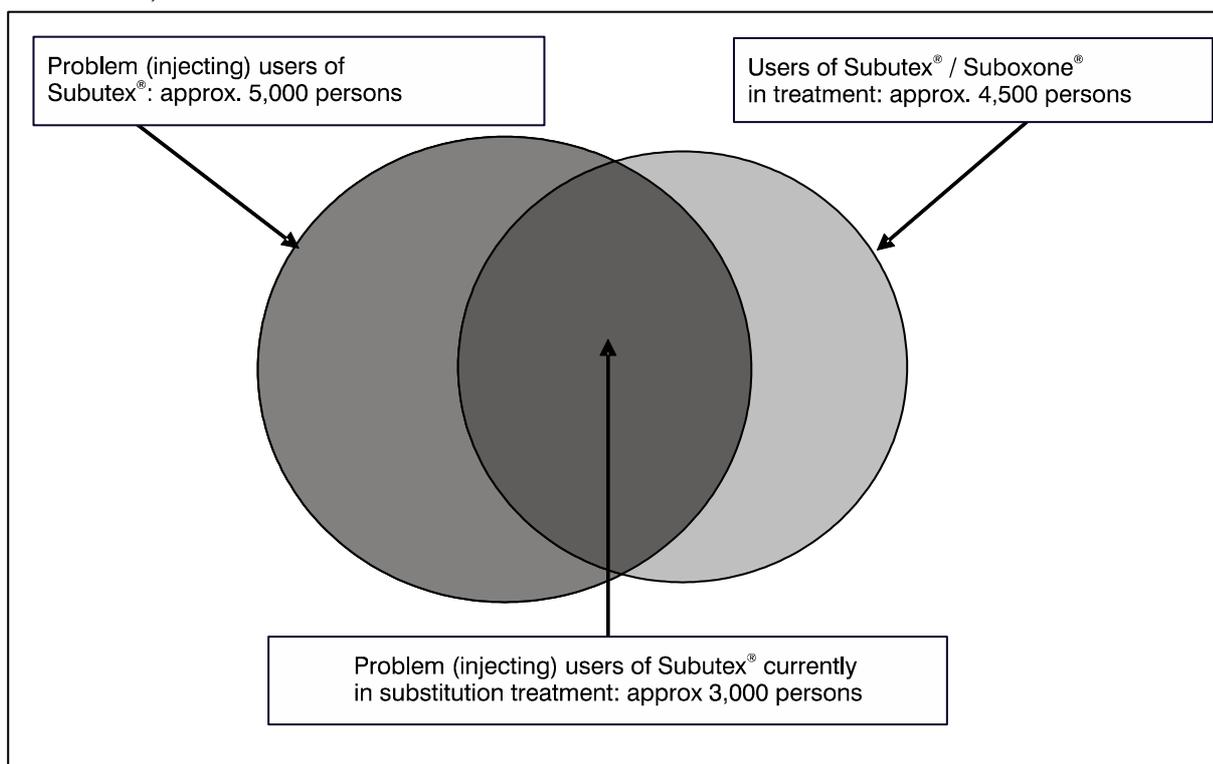 Problem (injecting) users of
Subutex®: approx. 5,000 persons
Users of Subutex® / Suboxone®
in treatment: approx. 4,500 persons
Problem (injecting) users of Subutex® currently
in substitution treatment: approx 3,000 persons